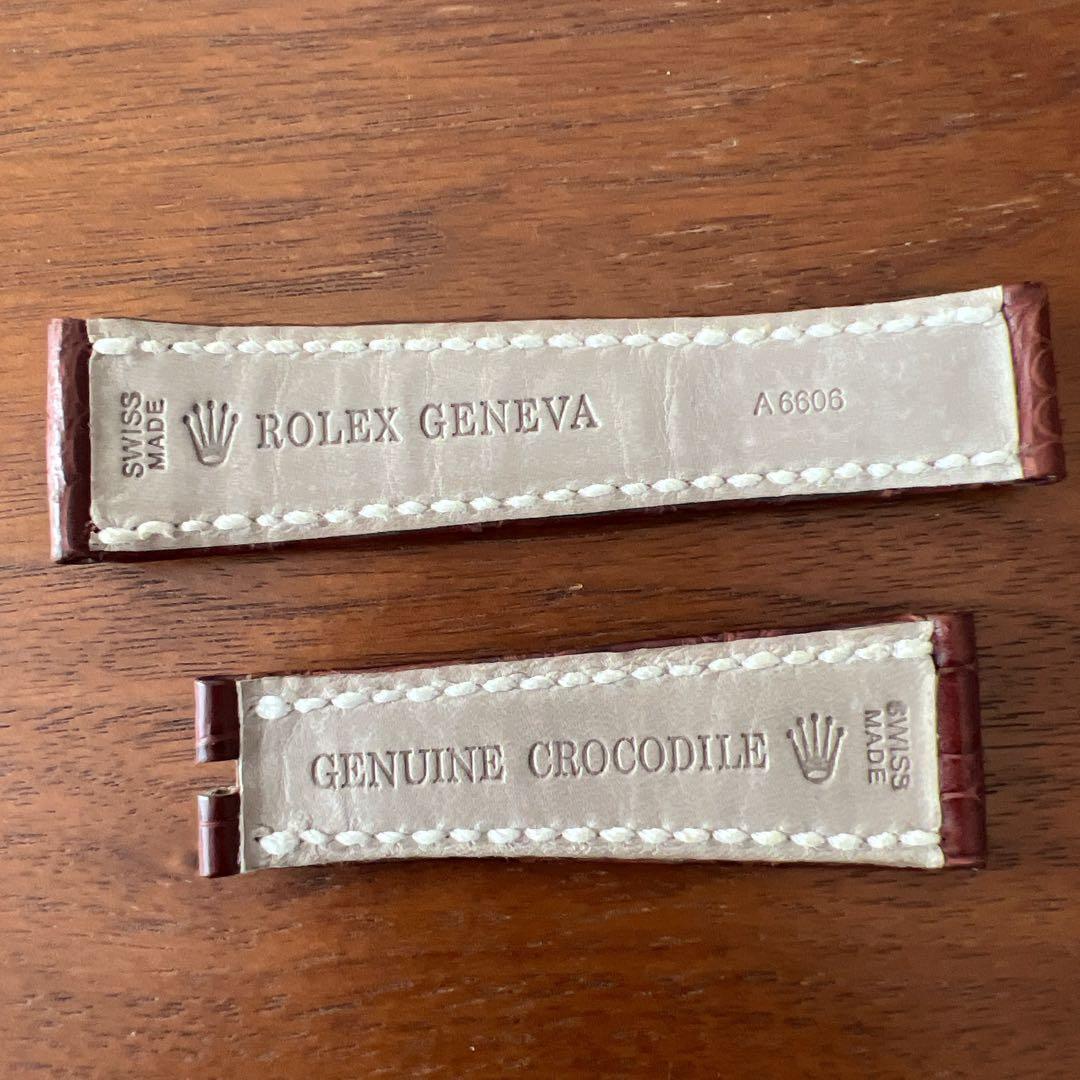 SWISS
MADE
ROLEX GENEVA
A6606
GENUINE CROCODILE
SWISS
MADE